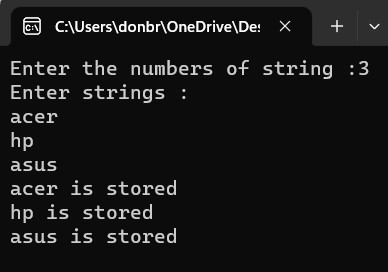 C:\Users\donbr\OneDrive\Des
Enter the numbers of string :3
Enter strings :
acer
hp
asus
acer is stored
hp is stored
asus is stored